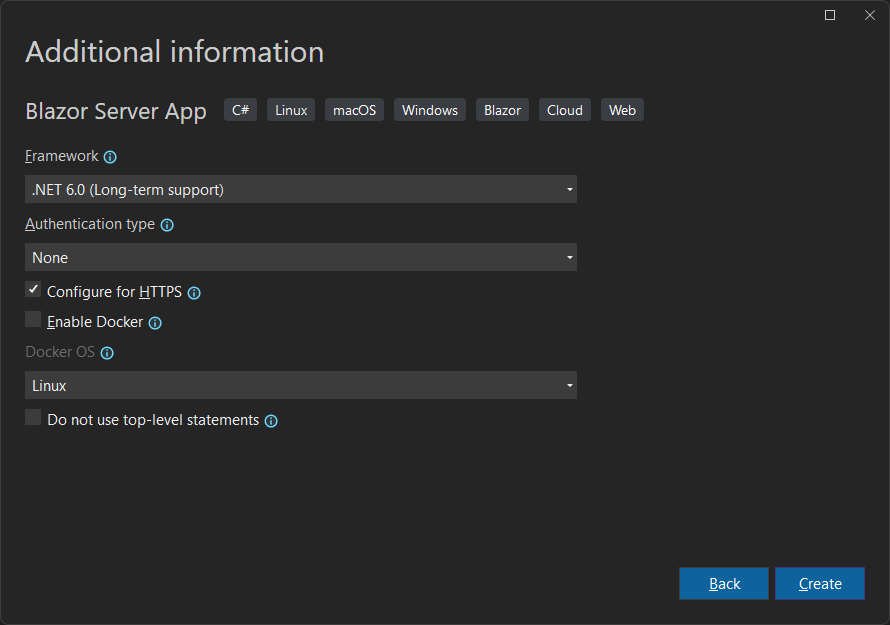 Additional information
Blazor Server App C# Linux macOS Windows Blazor Cloud Web
Framework
.NET 6.0 (Long-term support)
Authentication type
None
Configure for HTTPS
Enable Docker
Docker OS
Linux
Do not use top-level statements
Back Create